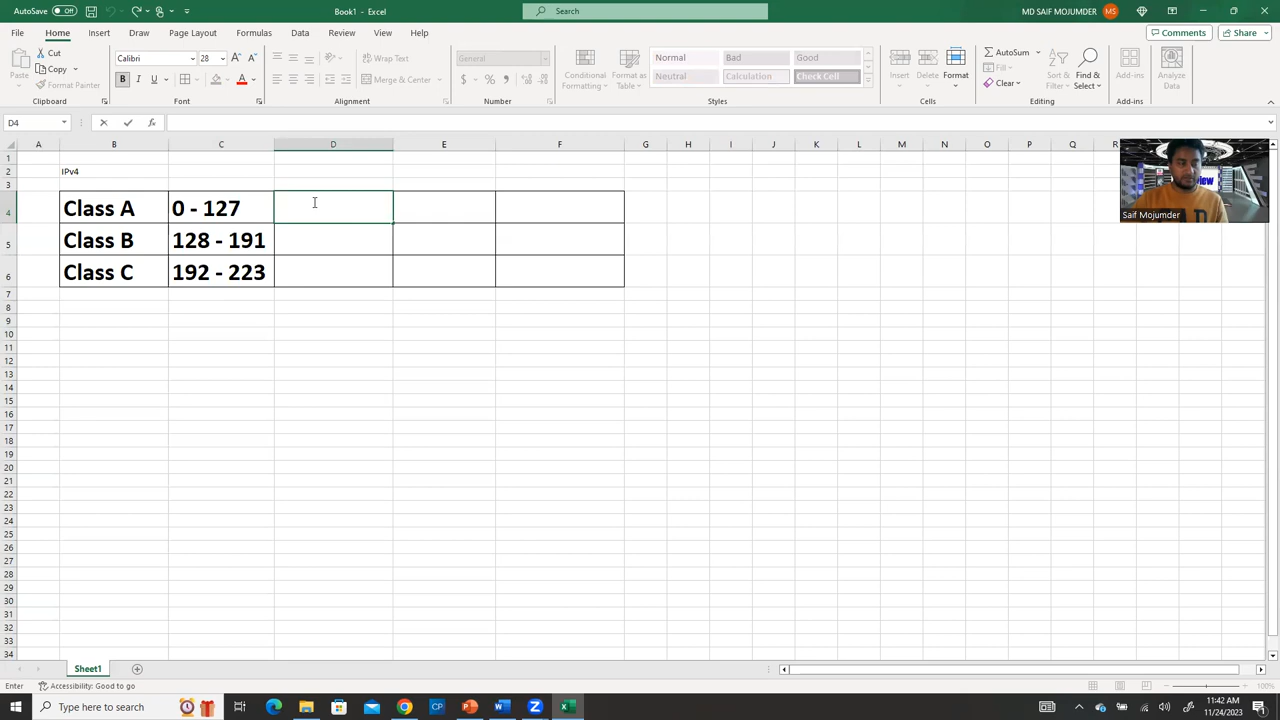 AutoSave Off Book1 - Excel Search MD SAIF MOJUMDER MS
File Home Insert Draw Page Layout Formulas Data Review View Help Comments Share
Paste Cut Copy Format Painter Clipboard
Calibri 28 A A B I U A Font
Wrap Text Merge & Center Alignment
General $ % Number
Conditional Formatting Format as Table Normal Bad Good Neutral Calculation Check Cell Styles
Insert Delete Format Cells
AutoSum Fill Clear Sort & Filter Find & Select Editing
Add-ins Add-ins Analyze Data
D4 fx
A B C D E F G H I J K L M N O P Q R
1
2 IPv4
3
4 Class A 0 - 127
5 Class B 128 - 191
6 Class C 192 - 223
7
8
9
10
11
12
13
14
15
16
17
18
19
20
21
22
23
24
25
26
27
28
29
30
31
32
33
34
view
Saif Mojumder
Sheet1
Enter Accessibility: Good to go 100%
Type here to search 11:42 AM
11/24/2023